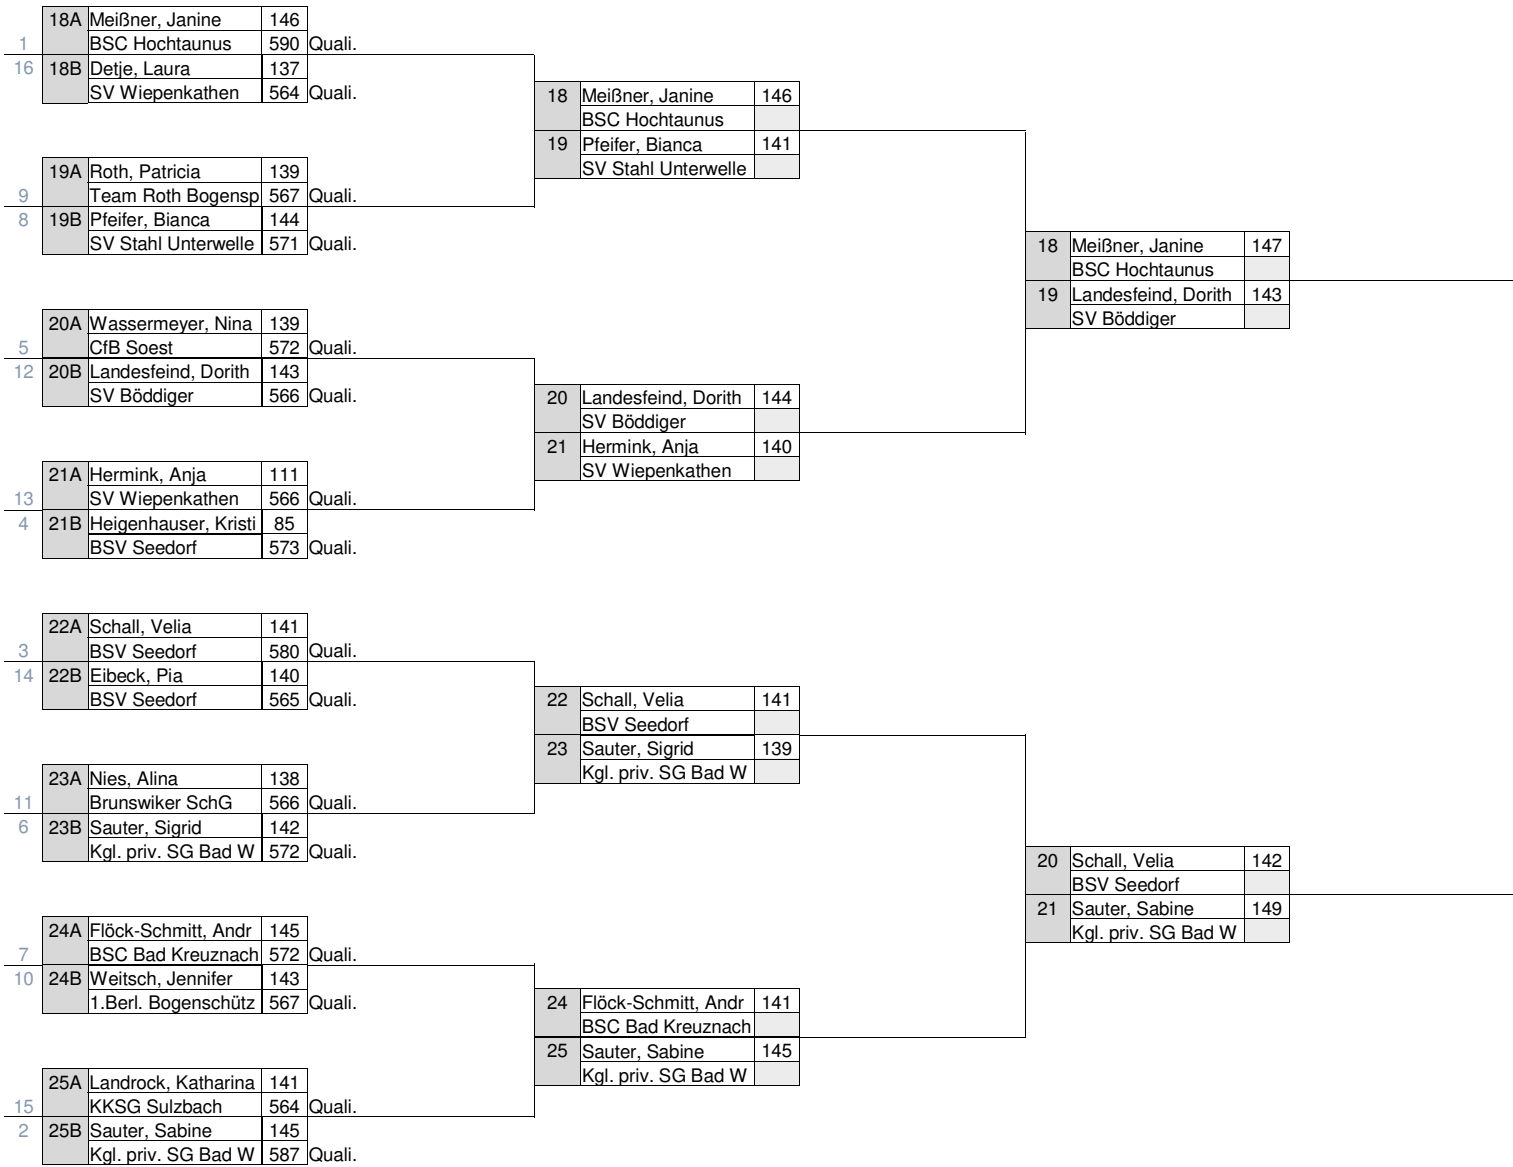 18A Meißner, Janine 146
1 BSC Hochtaunus 590 Quali.
16 18B Detje, Laura 137
SV Wiepenkathen 564 Quali.
19A Roth, Patricia 139
9 Team Roth Bogensp 567 Quali.
8 19B Pfeifer, Bianca 144
SV Stahl Unterwelle 571 Quali.
20A Wassermeyer, Nina 139
5 CfB Soest 572 Quali.
12 20B Landesfeind, Dorith 143
SV Böddiger 566 Quali.
21A Hermink, Anja 111
13 SV Wiepenkathen 566 Quali.
4 21B Heigenhauser, Kristi 85
BSV Seedorf 573 Quali.
22A Schall, Velia 141
3 BSV Seedorf 580 Quali.
14 22B Eibeck, Pia 140
BSV Seedorf 565 Quali.
23A Nies, Alina 138
11 Brunswiker SchG 566 Quali.
6 23B Sauter, Sigrid 142
Kgl. priv. SG Bad W 572 Quali.
24A Flöck-Schmitt, Andr 145
7 BSC Bad Kreuznach 572 Quali.
10 24B Weitsch, Jennifer 143
1.Berl. Bogenschütz 567 Quali.
25A Landrock, Katharina 141
15 KKSG Sulzbach 564 Quali.
2 25B Sauter, Sabine 145
Kgl. priv. SG Bad W 587 Quali.
18 Meißner, Janine 146
BSC Hochtaunus
19 Pfeifer, Bianca 141
SV Stahl Unterwelle
20 Landesfeind, Dorith 144
SV Böddiger
21 Hermink, Anja 140
SV Wiepenkathen
22 Schall, Velia 141
BSV Seedorf
23 Sauter, Sigrid 139
Kgl. priv. SG Bad W
24 Flöck-Schmitt, Andr 141
BSC Bad Kreuznach
25 Sauter, Sabine 145
Kgl. priv. SG Bad W
18 Meißner, Janine 147
BSC Hochtaunus
19 Landesfeind, Dorith 143
SV Böddiger
20 Schall, Velia 142
BSV Seedorf
21 Sauter, Sabine 149
Kgl. priv. SG Bad W